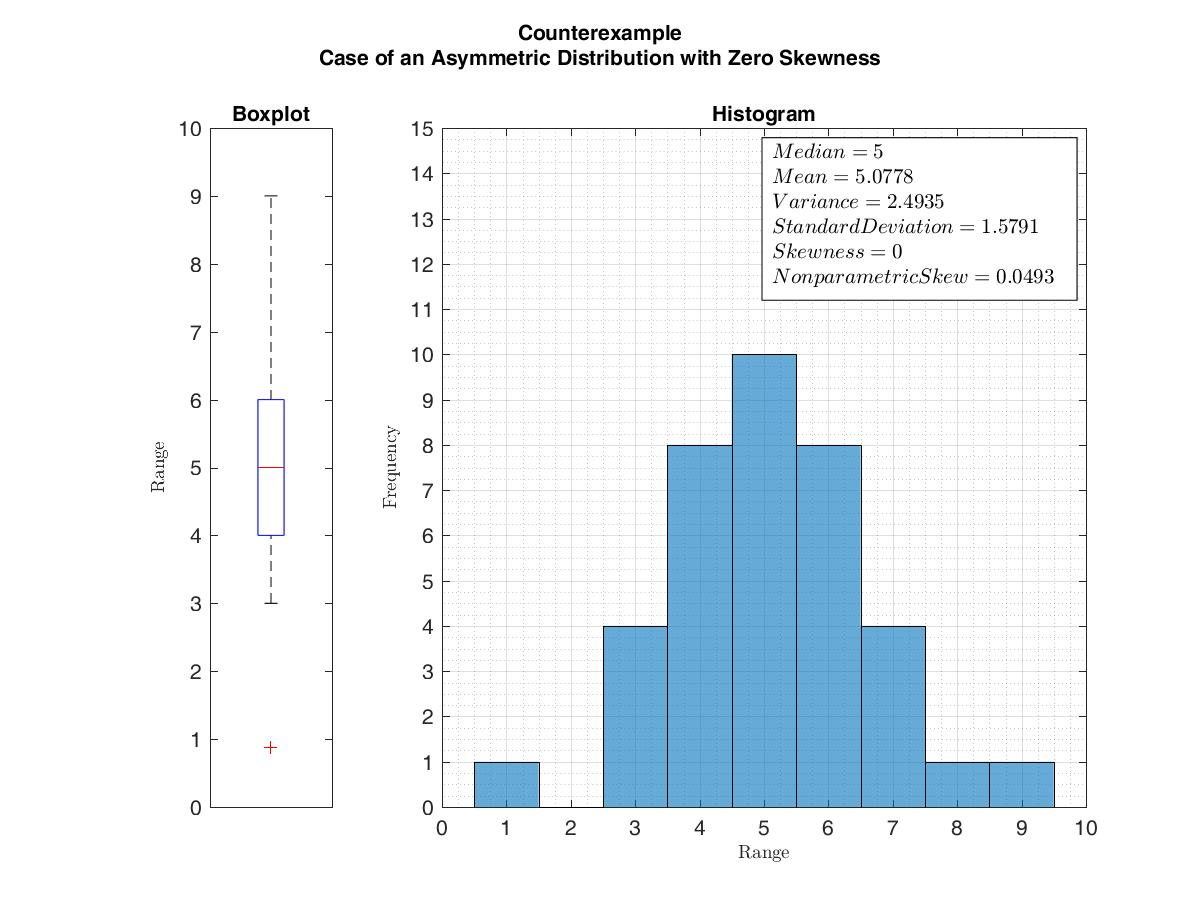 Counterexample
Case of an Asymmetric Distribution with Zero Skewness
Boxplot
10
9
8
7
6
5
4
3
2
1
0
Range
Histogram
15
14
13
12
11
10
9
8
7
6
5
4
3
2
1
0
Frequency
Median = 5
Mean = 5.0778
Variance = 2.4935
StandardDeviation = 1.5791
Skewness = 0
NonparametricSkew = 0.0493
0 1 2 3 4 5 6 7 8 9 10
Range